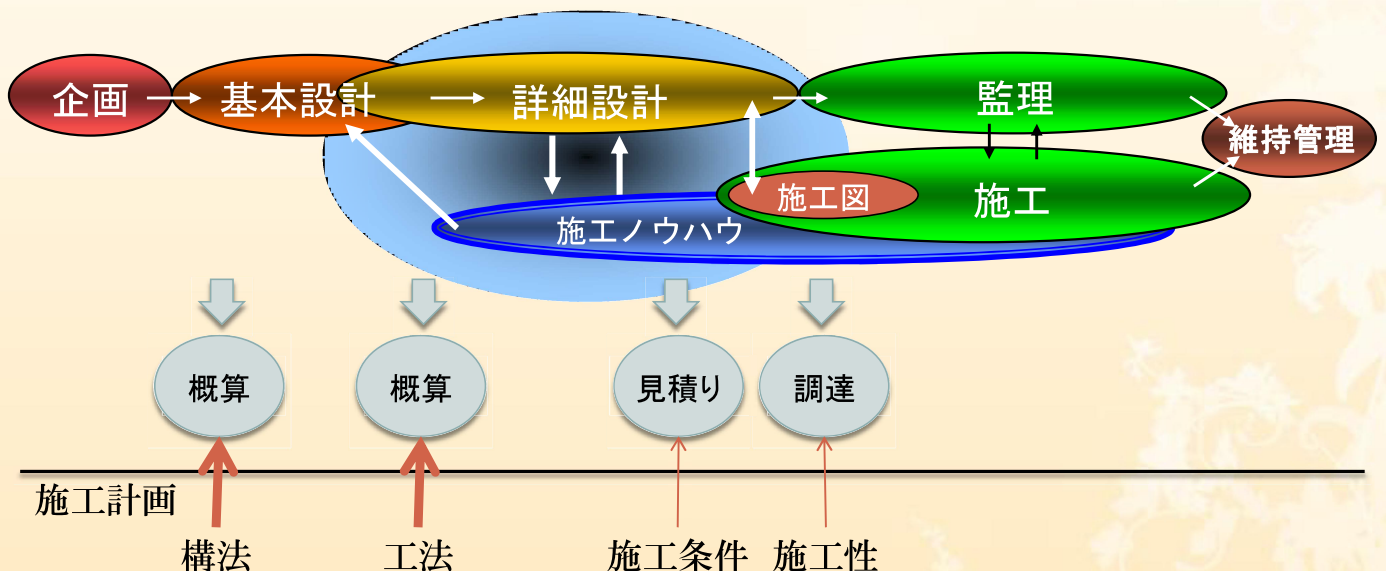 企画
基本設計
詳細設計
監理
維持管理
施工図
施工
施工ノウハウ
概算
概算
見積り
調達
施工計画
構法
工法
施工条件
施工性